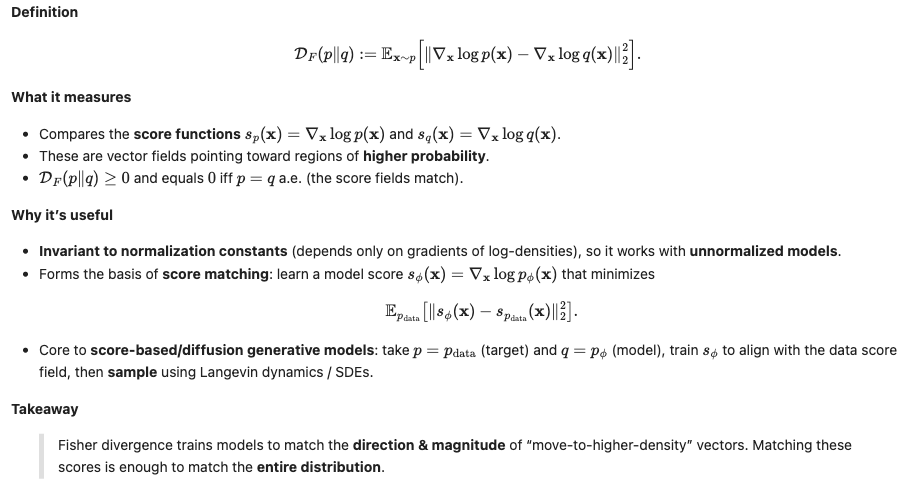 Definition
𝒟_F(p‖q) := 𝔼_{𝐱∼p}[‖∇_𝐱 log p(𝐱) − ∇_𝐱 log q(𝐱)‖₂²].
What it measures
• Compares the score functions s_p(𝐱) = ∇_𝐱 log p(𝐱) and s_q(𝐱) = ∇_𝐱 log q(𝐱).
• These are vector fields pointing toward regions of higher probability.
• 𝒟_F(p‖q) ≥ 0 and equals 0 iff p = q a.e. (the score fields match).
Why it’s useful
• Invariant to normalization constants (depends only on gradients of log-densities), so it works with unnormalized models.
• Forms the basis of score matching: learn a model score s_ϕ(𝐱) = ∇_𝐱 log p_ϕ(𝐱) that minimizes
𝔼_{p_data}[‖s_ϕ(𝐱) − s_{p_data}(𝐱)‖₂²].
• Core to score-based/diffusion generative models: take p = p_data (target) and q = p_ϕ (model), train s_ϕ to align with the data score
field, then sample using Langevin dynamics / SDEs.
Takeaway
Fisher divergence trains models to match the direction & magnitude of “move-to-higher-density” vectors. Matching these
scores is enough to match the entire distribution.